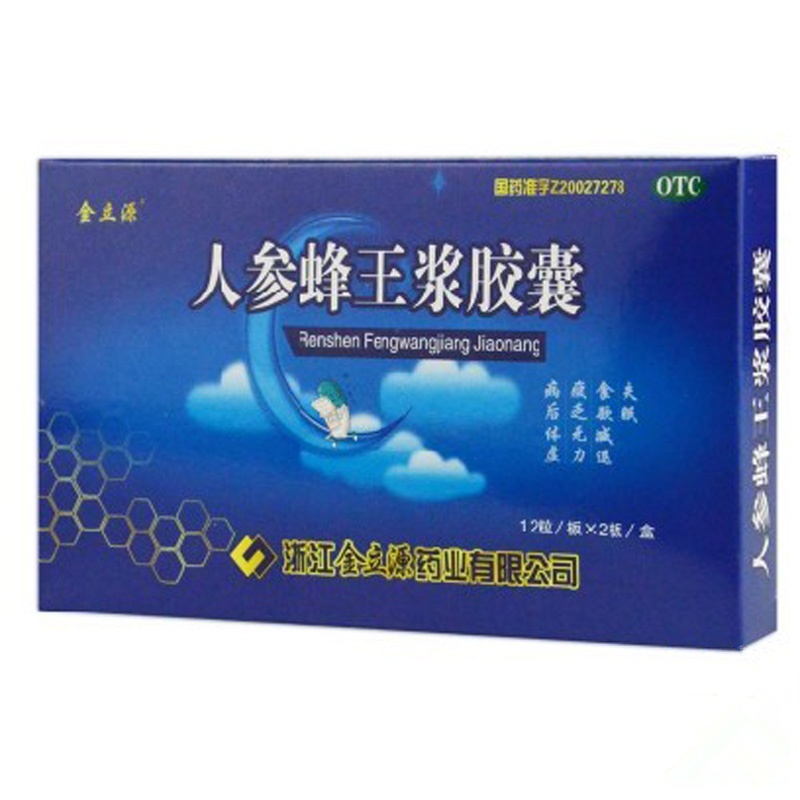 金立源
国药准字Z20027278
OTC
人参蜂王浆胶囊
Renshen Fengwangjiang Jiaonang
失眠
食欲减退
疲乏无力
病后体虚
12粒/板×2板/盒
浙江金立源药业有限公司
人参蜂王浆胶囊